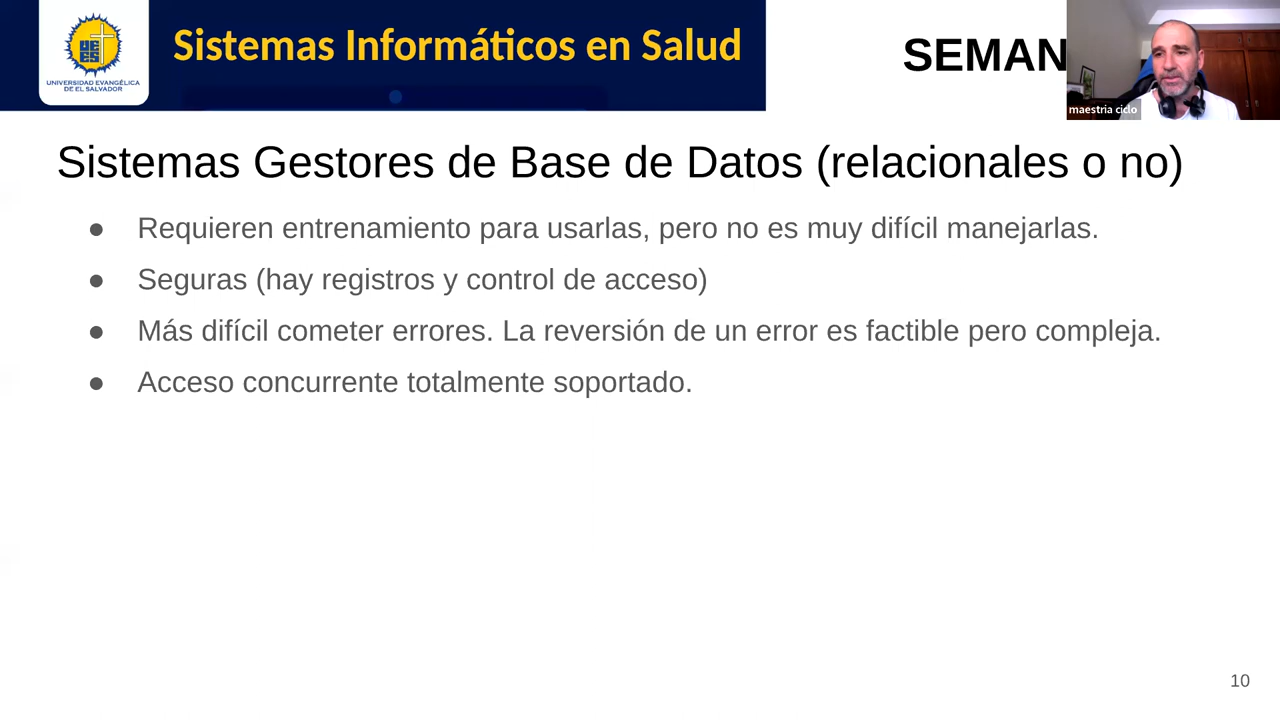 UNIVERSIDAD EVANGÉLICA
DE EL SALVADOR
Sistemas Informáticos en Salud
SEMAN
maestria ciclo
Sistemas Gestores de Base de Datos (relacionales o no)
● Requieren entrenamiento para usarlas, pero no es muy difícil manejarlas.
● Seguras (hay registros y control de acceso)
● Más difícil cometer errores. La reversión de un error es factible pero compleja.
● Acceso concurrente totalmente soportado.
10